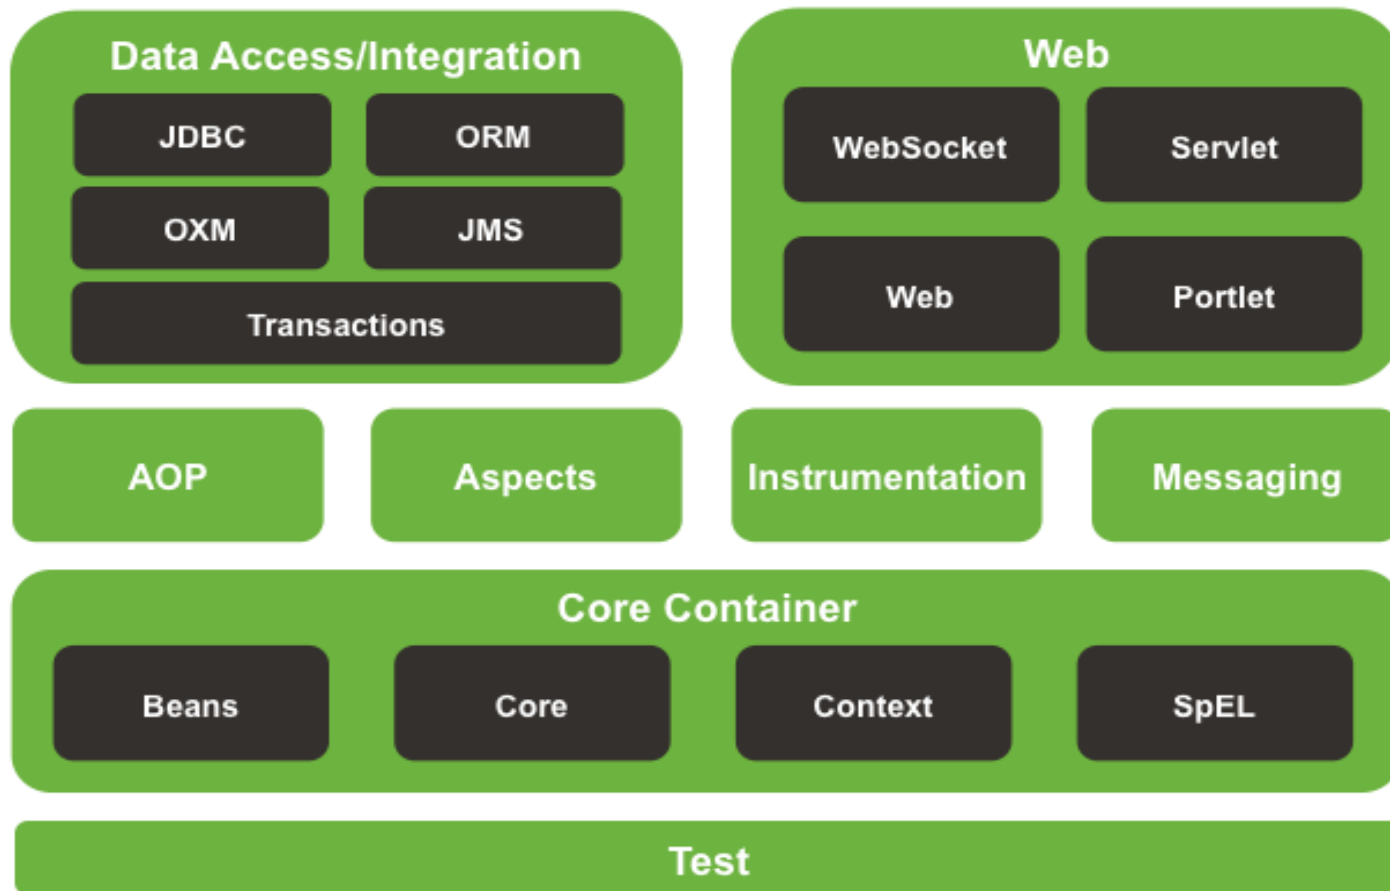 Data Access/Integration
JDBC
ORM
OXM
JMS
Transactions
Web
WebSocket
Servlet
Web
Portlet
AOP
Aspects
Instrumentation
Messaging
Core Container
Beans
Core
Context
SpEL
Test